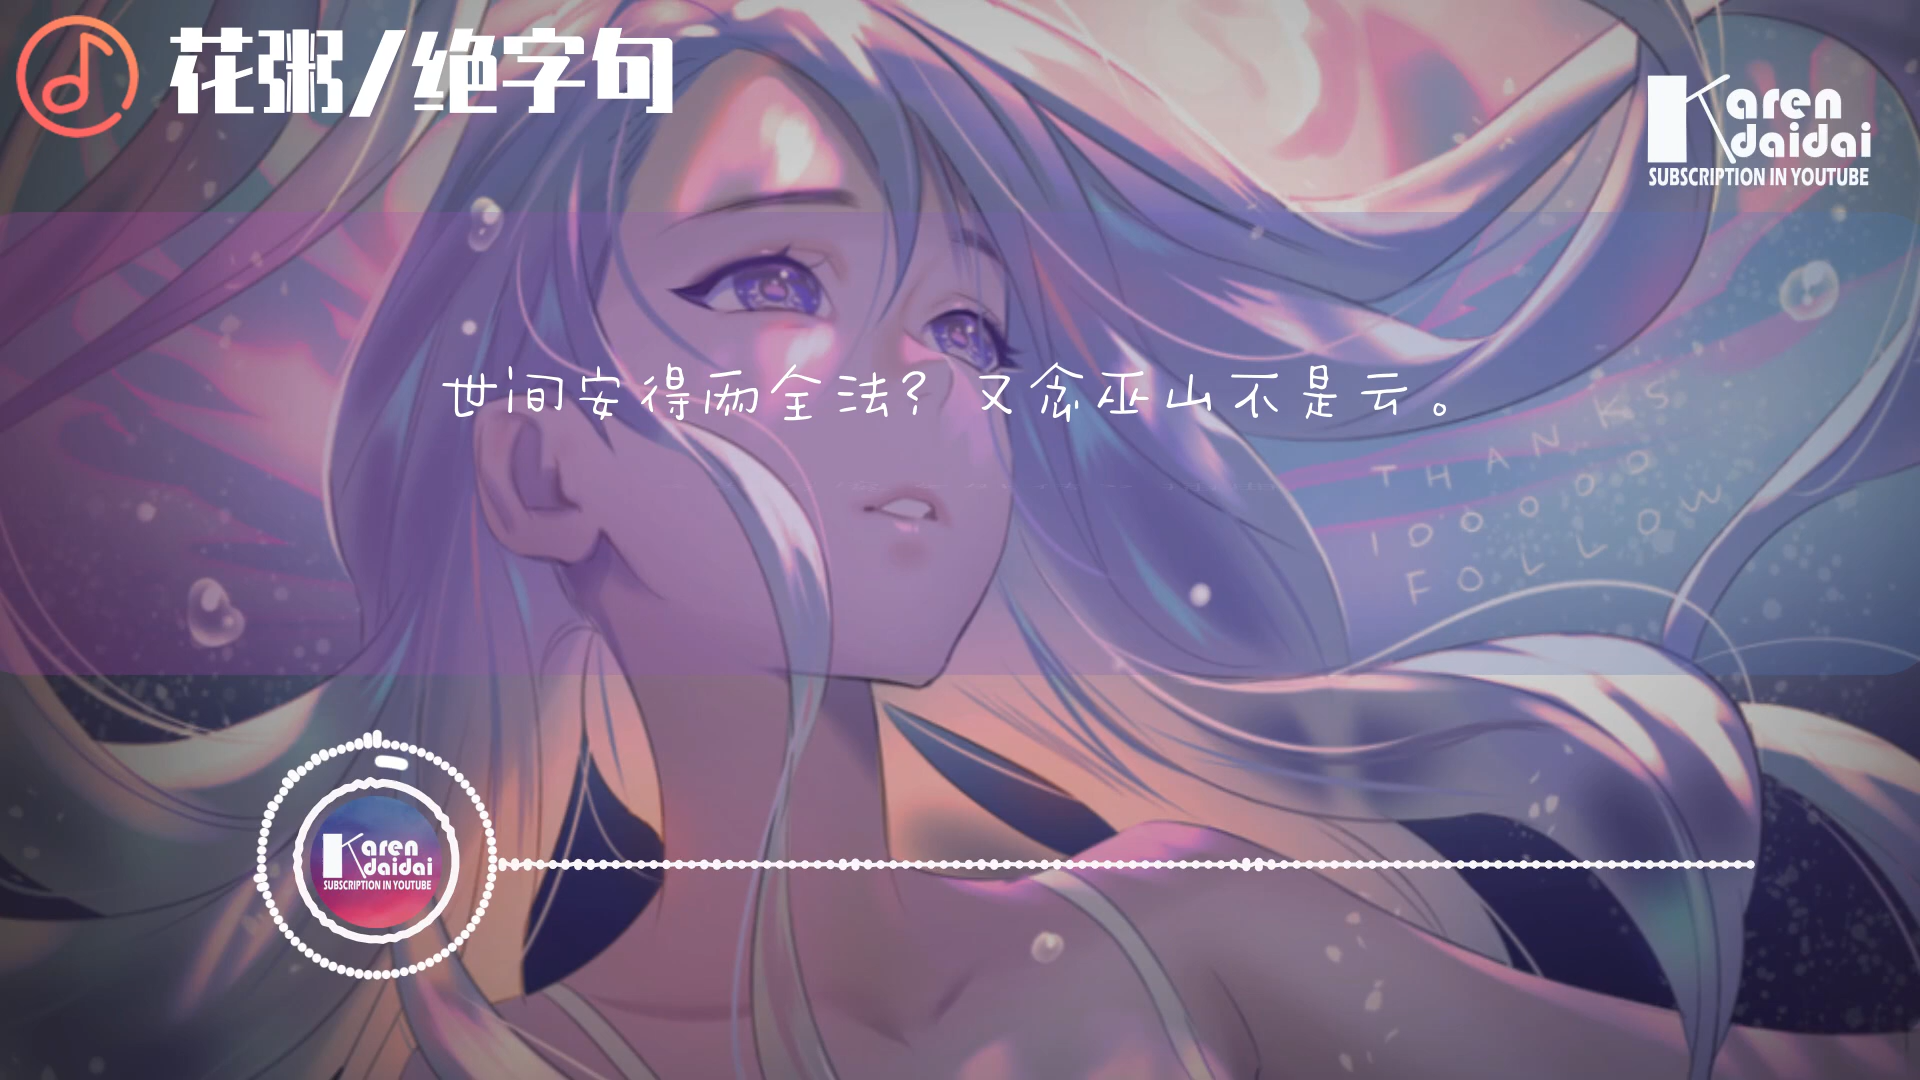 花粥/绝字句
Karen
daidai
SUBSCRIPTION IN YOUTUBE
世间安得两全法？ 又念巫山不是云。
THANKS
100000
FOLLOW
Karen
daidai
SUBSCRIPTION IN YOUTUBE